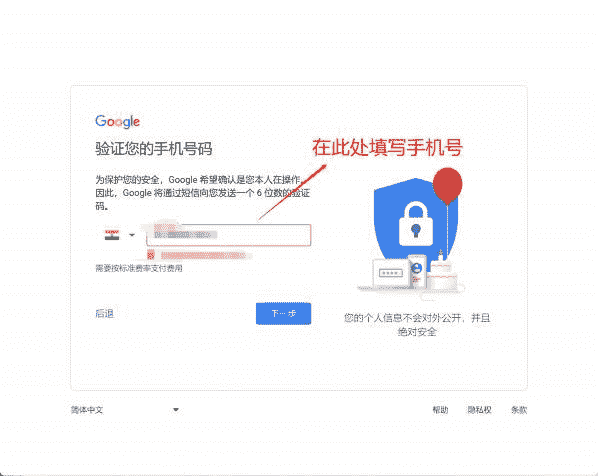 Google
验证您的手机号码
在此处填写手机号
为保护您的安全，Google 希望确认是您本人在操作。
因此，Google 将通过短信向您发送一个 6 位数的验证
码。
需要按标准费率支付费用
后退
下一步
您的个人信息不会对外公开，并且
绝对安全
简体中文
帮助
隐私权
条款